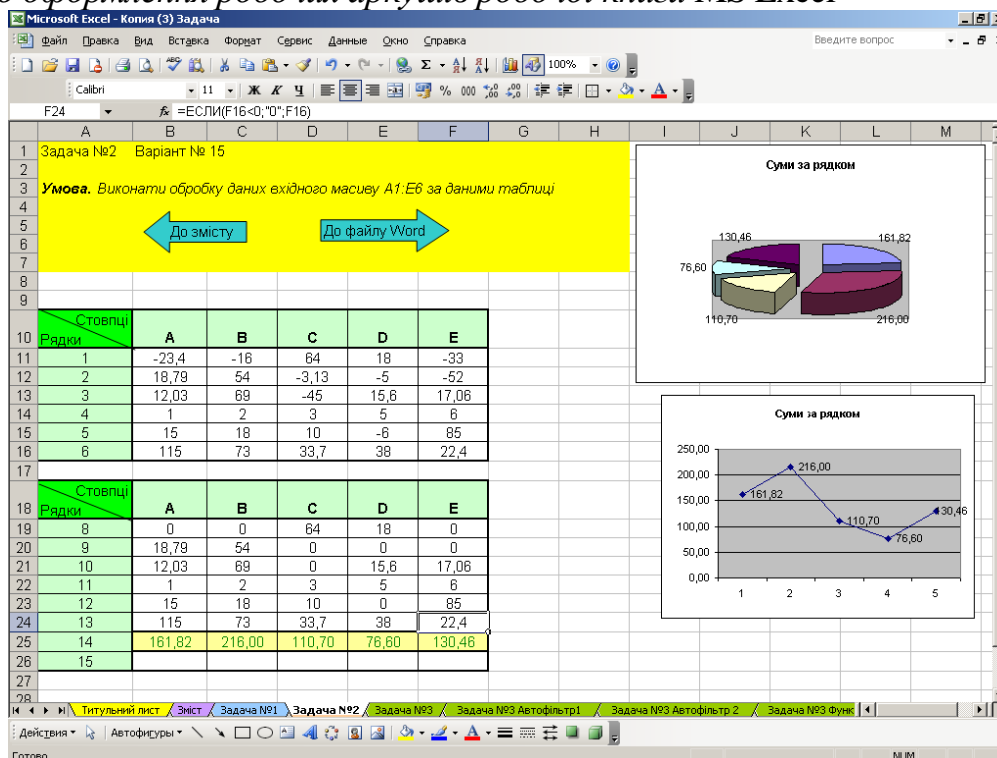 оформлення робочих аркушів робочої книги MS Excel
Microsoft Excel - Копия (3) Задача
Файл Правка Вид Вставка Формат Сервис Данные Окно Справка Введите вопрос
100%
Calibri 11 Ж К Ч % 000
F24 fx =ЕСЛИ(F16<0;"0";F16)
A B C D E F G H I J K L M
1 Задача №2 Варіант № 15
2
3 Умова. Виконати обробку даних вхідного масиву A1:E6 за даними таблиці
4
5 До змісту До файлу Word
6
7
8
9
Стовпці
10 Рядки A B C D E
11 1 -23,4 -16 64 18 -33
12 2 18,79 54 -3,13 -5 -52
13 3 12,03 69 -45 15,6 17,06
14 4 1 2 3 5 6
15 5 15 18 10 -6 85
16 6 115 73 33,7 38 22,4
17
Стовпці
18 Рядки A B C D E
19 8 0 0 64 18 0
20 9 18,79 54 0 0 0
21 10 12,03 69 0 15,6 17,06
22 11 1 2 3 5 6
23 12 15 18 10 0 85
24 13 115 73 33,7 38 22,4
25 14 161,82 216,00 110,70 76,60 130,46
26 15
27
28
Суми за рядком
130,46 161,82
76,60
110,70 216,00
Суми за рядком
250,00
200,00
150,00
100,00
50,00
0,00
161,82 216,00 110,70 76,60 130,46
1 2 3 4 5
Титульний лист Зміст Задача №1 Задача №2 Задача №3 Задача №3 Автофільтр1 Задача №3 Автофільтр 2 Задача №3 Функ
Действия Автофигуры
Готово NUM